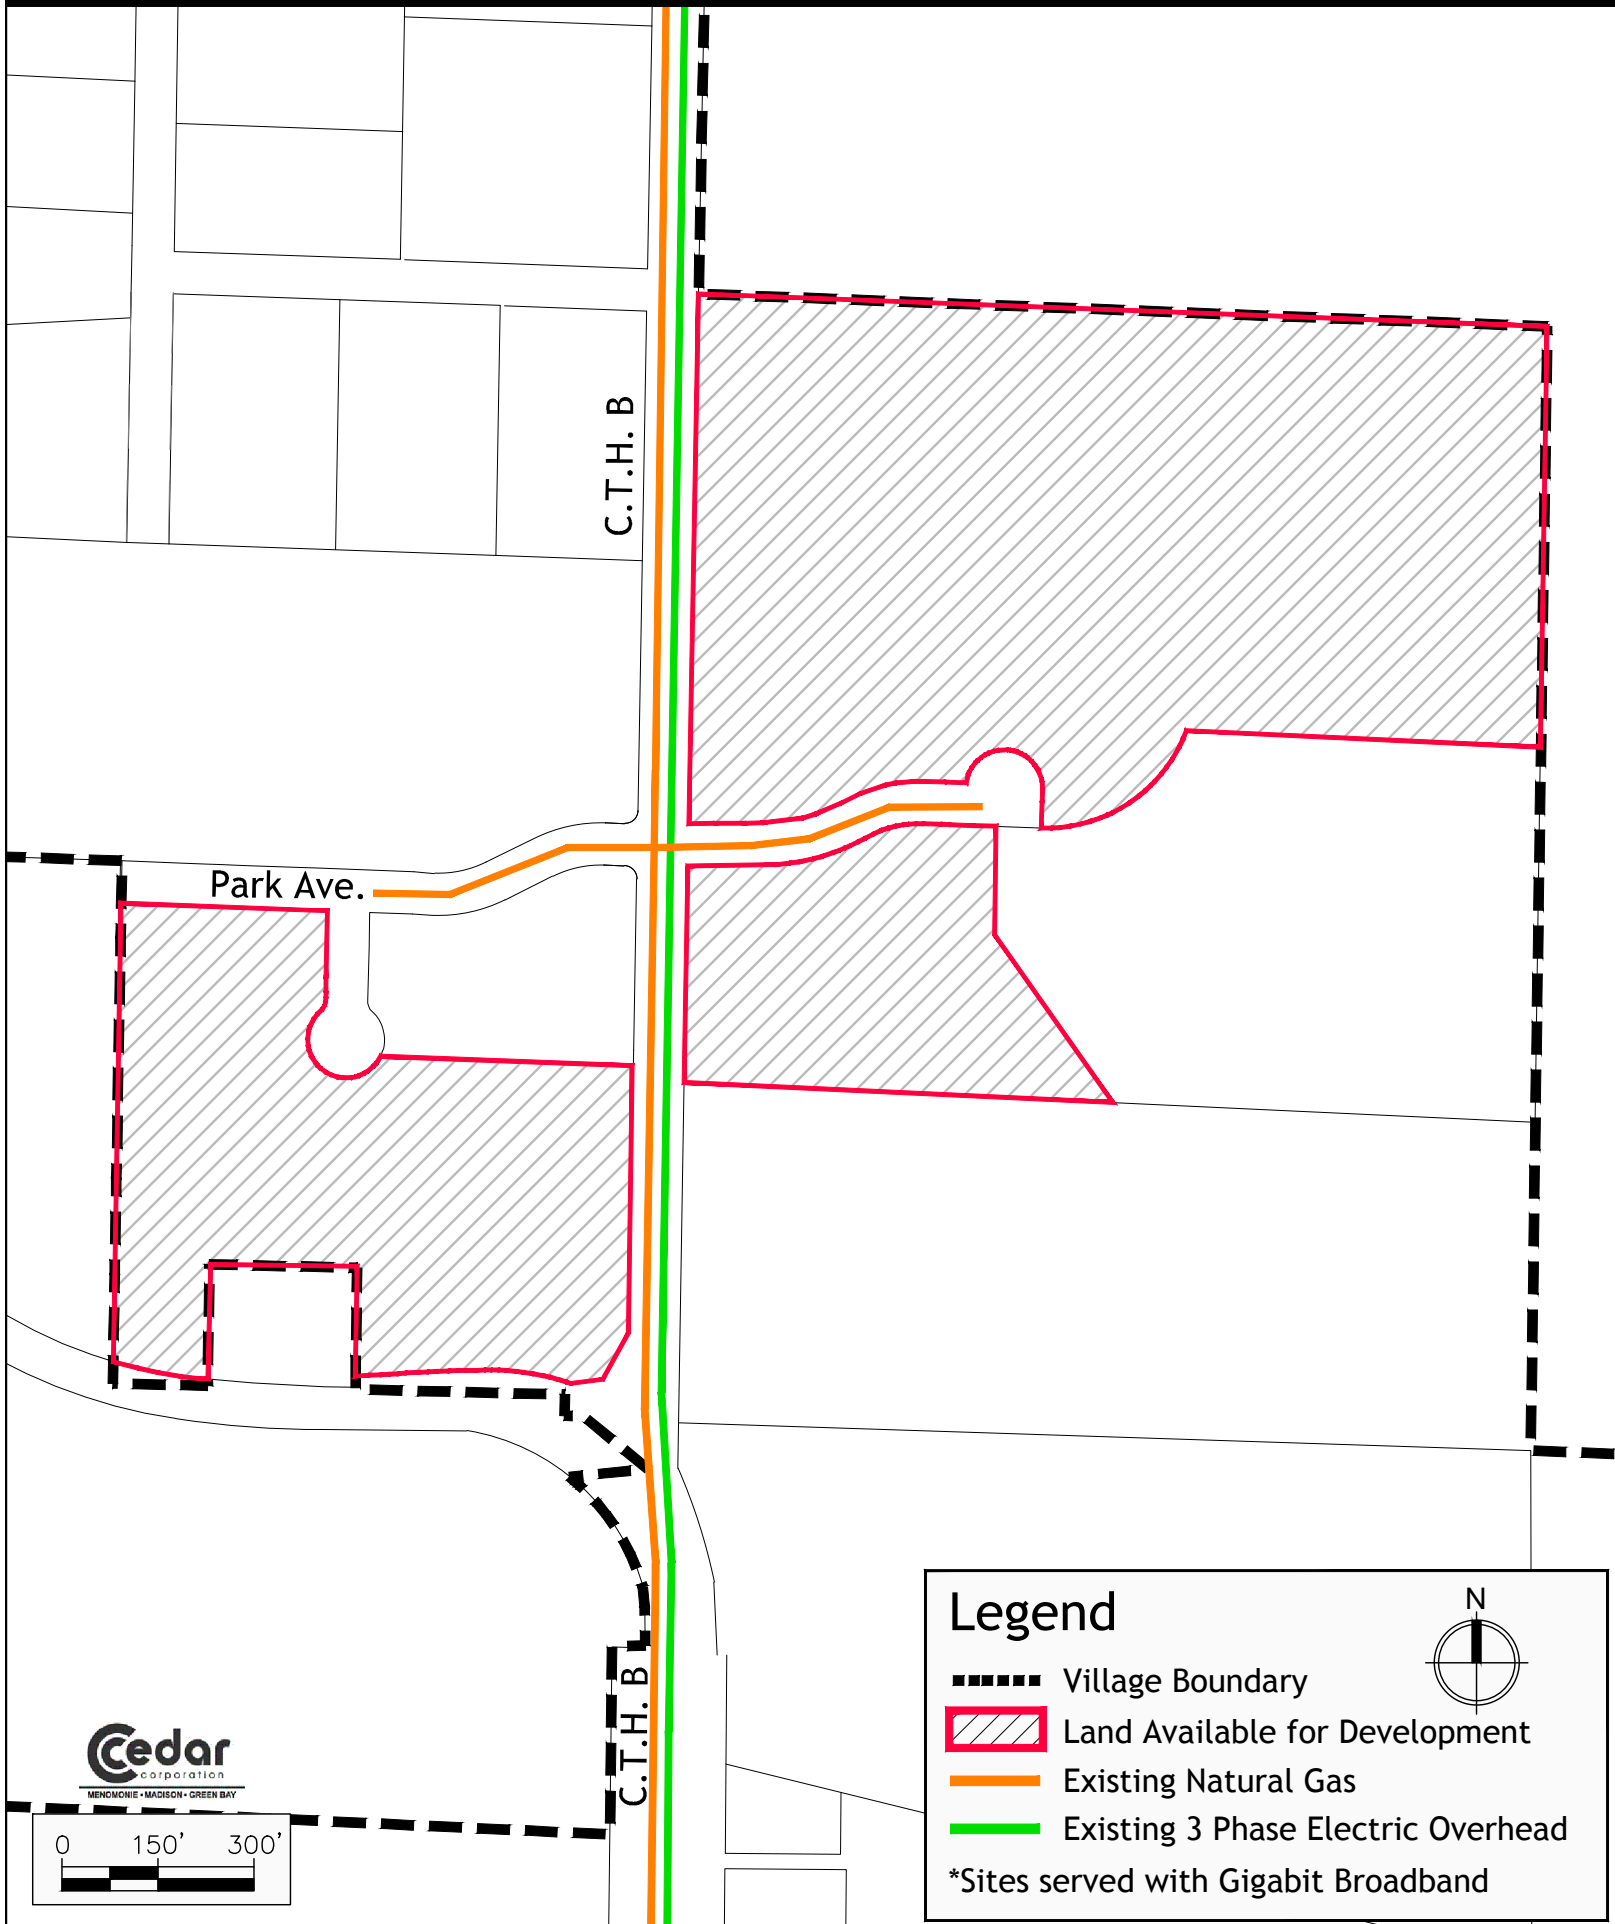 C.T.H. B
Park Ave.
C.T.H. B
Legend
N
Village Boundary
Land Available for Development
Existing Natural Gas
Existing 3 Phase Electric Overhead
*Sites served with Gigabit Broadband
Cedar
corporation
MENOMONIE • MADISON • GREEN BAY
0 150' 300'